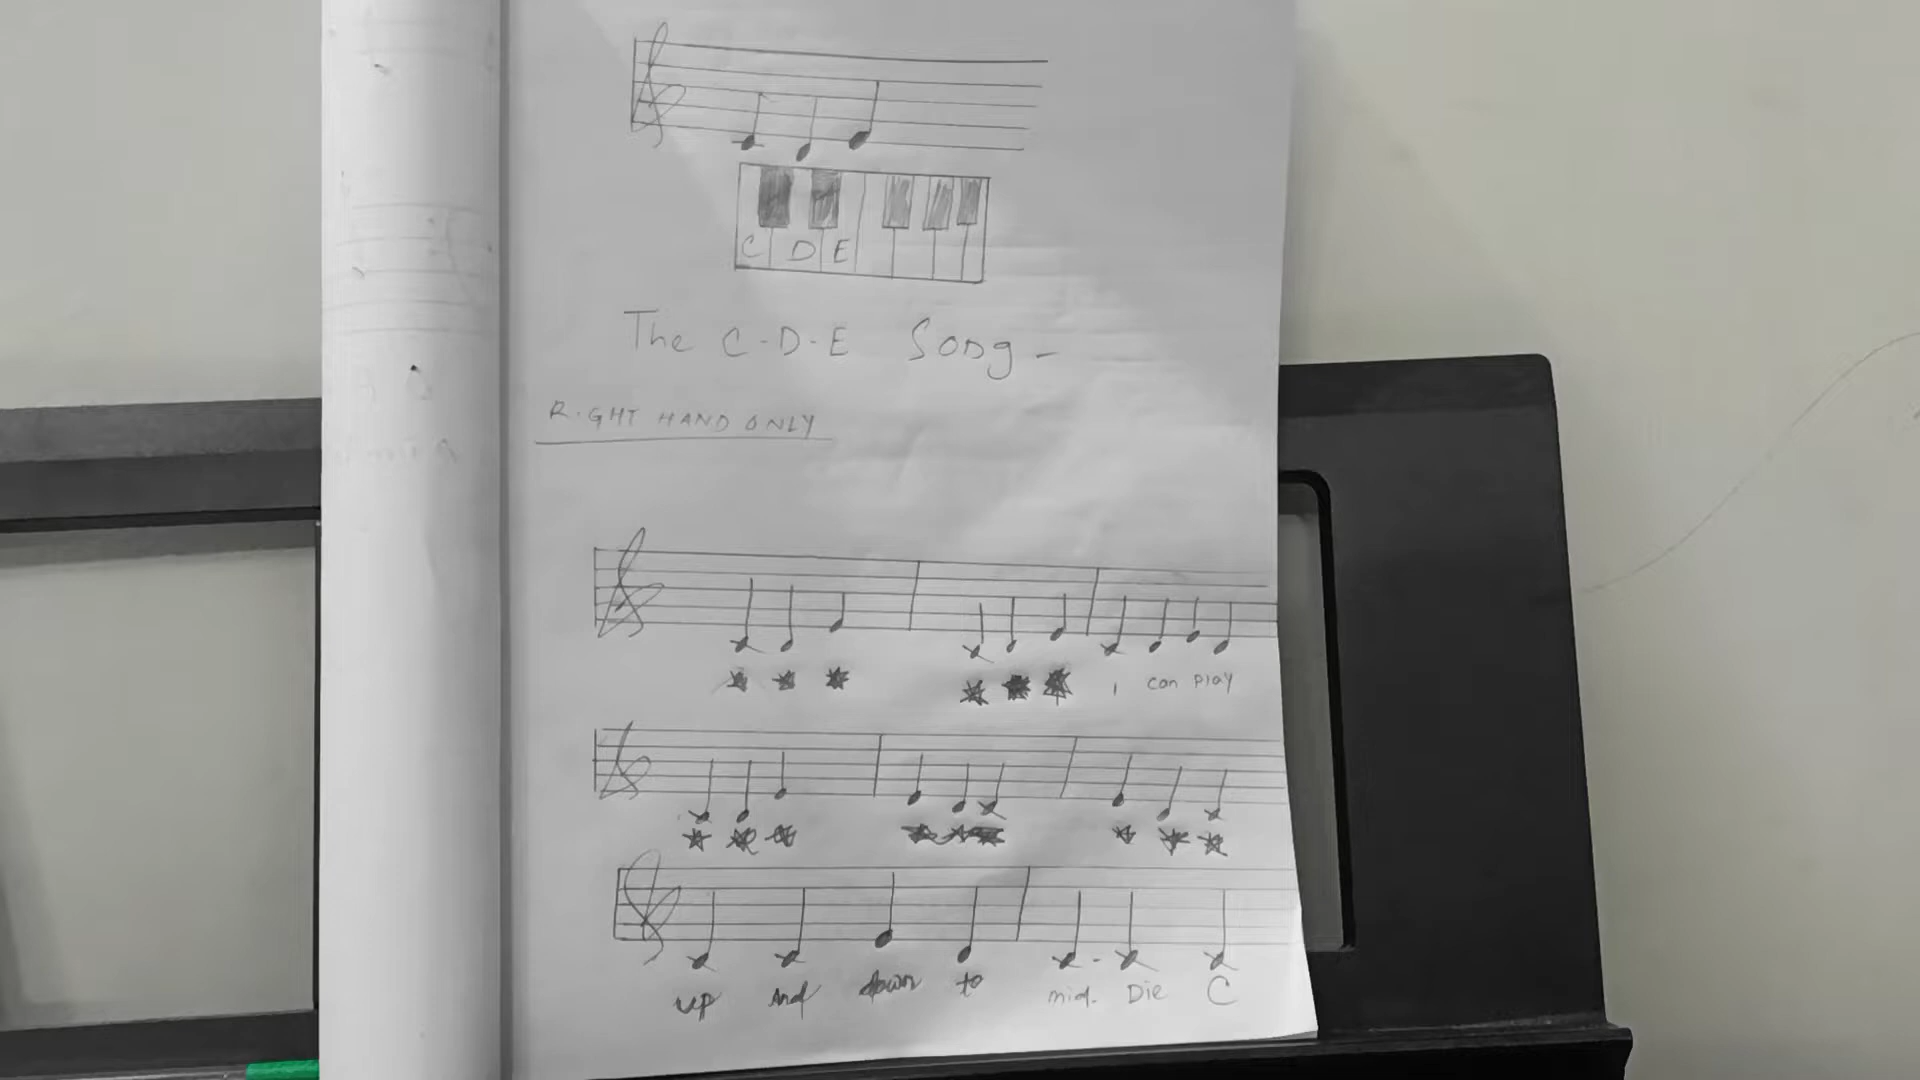 C D E
The C-D-E Song-
RIGHT HAND ONLY
I can play
up And down to mid. Die C